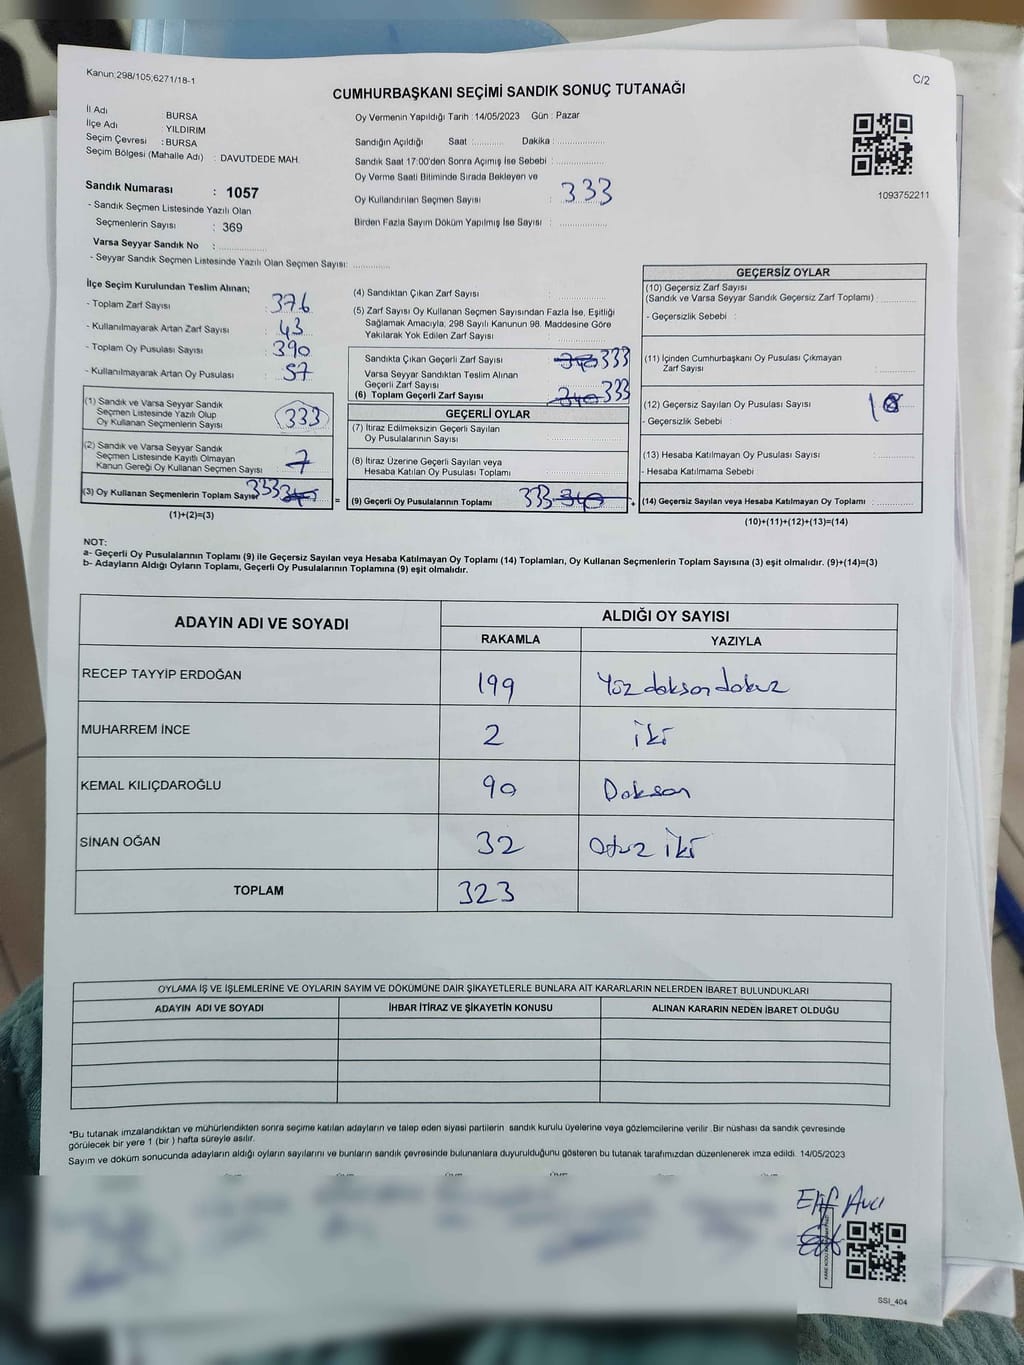 Kanun;298/105;6271/18-1
C/2
CUMHURBAŞKANI SEÇİMİ SANDIK SONUÇ TUTANAĞI
İl Adı BURSA
İlçe Adı YILDIRIM
Seçim Çevresi : BURSA
Seçim Bölgesi (Mahalle Adı) : DAVUTDEDE MAH.
Oy Vermenin Yapıldığı Tarih : 14/05/2023 Gün : Pazar
Sandığın Açıldığı Saat :........... Dakika :..................
Sandık Saat 17:00'den Sonra Açımış İse Sebebi : .................
Oy Verme Saati Bitiminde Sırada Bekleyen ve
Oy Kullandırılan Seçmen Sayısı : 333
Birden Fazla Sayım Döküm Yapılmış İse Sayısı : .................
1093752211
Sandık Numarası : 1057
- Sandık Seçmen Listesinde Yazılı Olan
Seçmenlerin Sayısı : 369
Varsa Seyyar Sandık No : .................
- Seyyar Sandık Seçmen Listesinde Yazılı Olan Seçmen Sayısı: .............
İlçe Seçim Kurulundan Teslim Alınan;
- Toplam Zarf Sayısı : 376
- Kullanılmayarak Artan Zarf Sayısı : 43
- Toplam Oy Pusulası Sayısı : 390
- Kullanılmayarak Artan Oy Pusulası : 57
(1) Sandık ve Varsa Seyyar Sandık
Seçmen Listesinde Yazılı Olup
Oy Kullanan Seçmenlerin Sayısı : 333
(2) Sandık ve Varsa Seyyar Sandık
Seçmen Listesinde Kayıtlı Olmayan
Kanun Gereği Oy Kullanan Seçmen Sayısı : 7
(3) Oy Kullanan Seçmenlerin Toplam Sayısı 333
=
(1)+(2)=(3)
(4) Sandıktan Çıkan Zarf Sayısı :
(5) Zarf Sayısı Oy Kullanan Seçmen Sayısından Fazla İse, Eşitliği
Sağlamak Amacıyla; 298 Sayılı Kanunun 98. Maddesine Göre
Yakılarak Yok Edilen Zarf Sayısı :
Sandıkta Çıkan Geçerli Zarf Sayısı 340 333
Varsa Seyyar Sandıktan Teslim Alınan
Geçerli Zarf Sayısı
(6) Toplam Geçerli Zarf Sayısı 340 333
GEÇERLİ OYLAR
(7) İtiraz Edilmeksizin Geçerli Sayılan
Oy Pusulalarının Sayısı :
(8) İtiraz Üzerine Geçerli Sayılan veya
Hesaba Katılan Oy Pusulası Toplamı :
(9) Geçerli Oy Pusulalarının Toplamı : 333 340
+
GEÇERSİZ OYLAR
(10) Geçersiz Zarf Sayısı
(Sandık ve Varsa Seyyar Sandık Geçersiz Zarf Toplamı) :
- Geçersizlik Sebebi :
(11) İçinden Cumhurbaşkanı Oy Pusulası Çıkmayan
Zarf Sayısı :
(12) Geçersiz Sayılan Oy Pusulası Sayısı
- Geçersizlik Sebebi :
(13) Hesaba Katılmayan Oy Pusulası Sayısı :
- Hesaba Katılmama Sebebi :
(14) Geçersiz Sayılan veya Hesaba Katılmayan Oy Toplamı :
(10)+(11)+(12)+(13)=(14)
NOT:
a- Geçerli Oy Pusulalarının Toplamı (9) ile Geçersiz Sayılan veya Hesaba Katılmayan Oy Toplamı (14) Toplamları, Oy Kullanan Seçmenlerin Toplam Sayısına (3) eşit olmalıdır. (9)+(14)=(3)
b- Adayların Aldığı Oyların Toplamı, Geçerli Oy Pusulalarının Toplamına (9) eşit olmalıdır.
ADAYIN ADI VE SOYADI
ALDIĞI OY SAYISI
RAKAMLA YAZIYLA
RECEP TAYYİP ERDOĞAN 199 Yüz doksan dokuz
MUHARREM İNCE 2 iki
KEMAL KILIÇDAROĞLU 90 Doksan
SİNAN OĞAN 32 Otuz iki
TOPLAM 323
OYLAMA İŞ VE İŞLEMLERİNE VE OYLARIN SAYIM VE DÖKÜMÜNE DAİR ŞİKAYETLERLE BUNLARA AİT KARARLARIN NELERDEN İBARET BULUNDUKLARI
ADAYIN ADI VE SOYADI İHBAR İTİRAZ VE ŞİKAYETİN KONUSU ALINAN KARARIN NEDEN İBARET OLDUĞU
*Bu tutanak imzalandıktan ve mühürlendikten sonra seçime katılan adayların ve talep eden siyasi partilerin sandık kurulu üyelerine veya gözlemcilerine verilir. Bir nüshası da sandık çevresinde
görülecek bir yere 1 (bir ) hafta süreyle asılır.
Sayım ve döküm sonucunda adayların aldığı oyların sayılarını ve bunların sandık çevresinde bulunanlara duyurulduğunu gösteren bu tutanak tarafımızdan düzenlenerek imza edildi. 14/05/2023
Elif Avcı
SSI_404